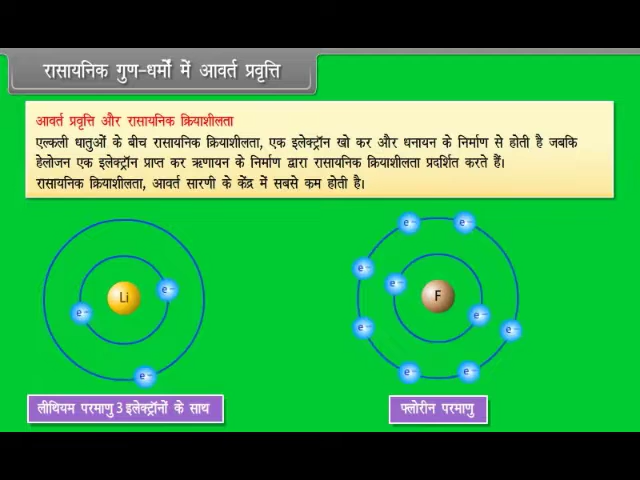 रासायनिक गुण-धर्मों में आवर्त प्रवृत्ति
आवर्त प्रवृत्ति और रासायनिक क्रियाशीलता
एल्कली धातुओं के बीच रासायनिक क्रियाशीलता, एक इलेक्ट्रॉन खो कर और धनायन के निर्माण से होती है जबकि
हेलोजन एक इलेक्ट्रॉन प्राप्त कर ऋणायन के निर्माण द्वारा रासायनिक क्रियाशीलता प्रदर्शित करते हैं।
रासायनिक क्रियाशीलता, आवर्त सारणी के केंद्र में सबसे कम होती है।
e⁻ e⁻
e⁻
e⁻
Li e⁻
F
e⁻
e⁻
e⁻ e⁻
e⁻
e⁻ e⁻
लीथियम परमाणु 3 इलेक्ट्रॉनों के साथ
फ्लोरीन परमाणु